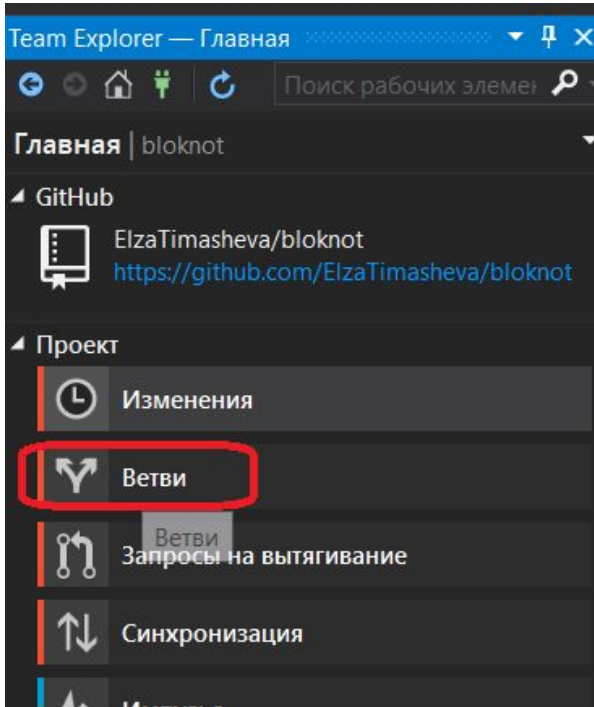 Team Explorer — Главная
Поиск рабочих элемен
Главная | bloknot
GitHub
ElzaTimasheva/bloknot
https://github.com/ElzaTimasheva/bloknot
Проект
Изменения
Ветви
Ветви
Запросы на вытягивание
Синхронизация